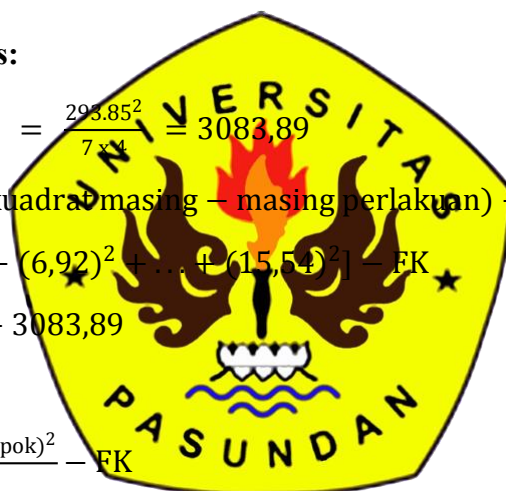 s:
= 293.85² / 7 x 4 = 3083,89
kuadrat masing − masing perlakuan) −
− (6,92)² + … + (15,54)²] − FK
− 3083,89
pok)² − FK
UNIVERSITAS
PASUNDAN